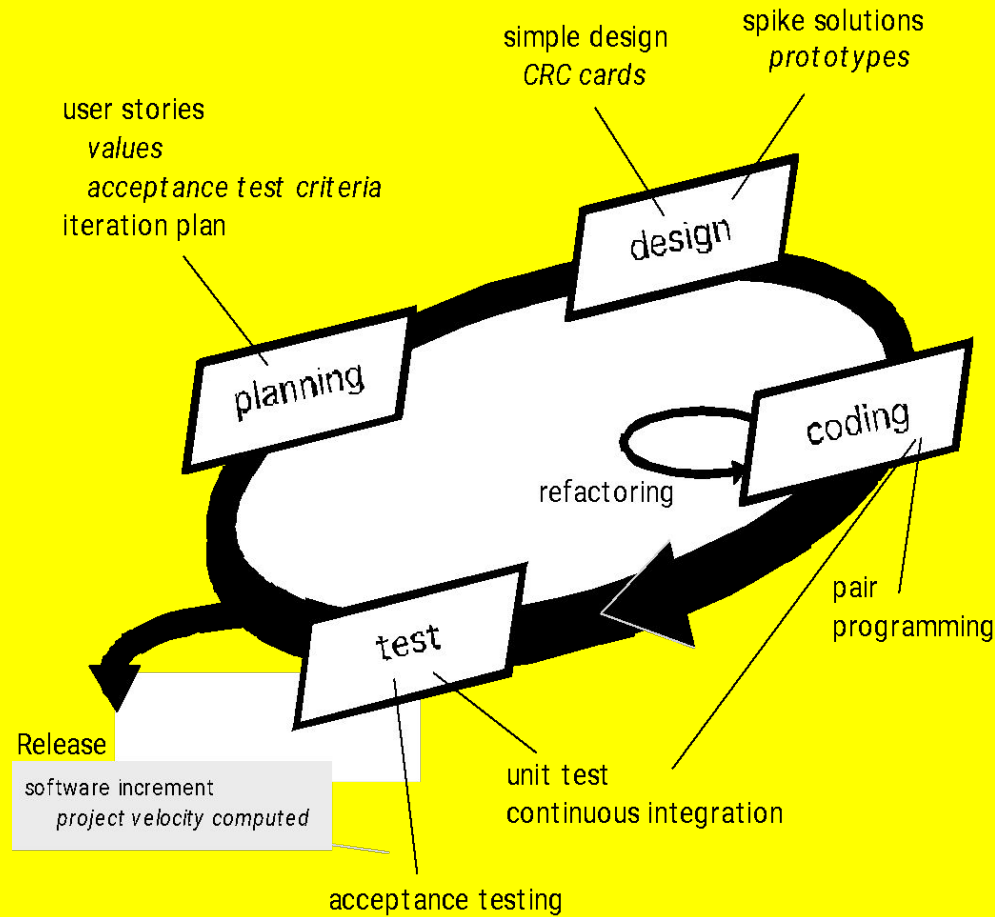 spike solutions
prototypes
simple design
CRC cards
user stories
values
acceptance test criteria
iteration plan
design
planning
coding
refactoring
pair
programming
test
Release
software increment
project velocity computed
unit test
continuous integration
acceptance testing